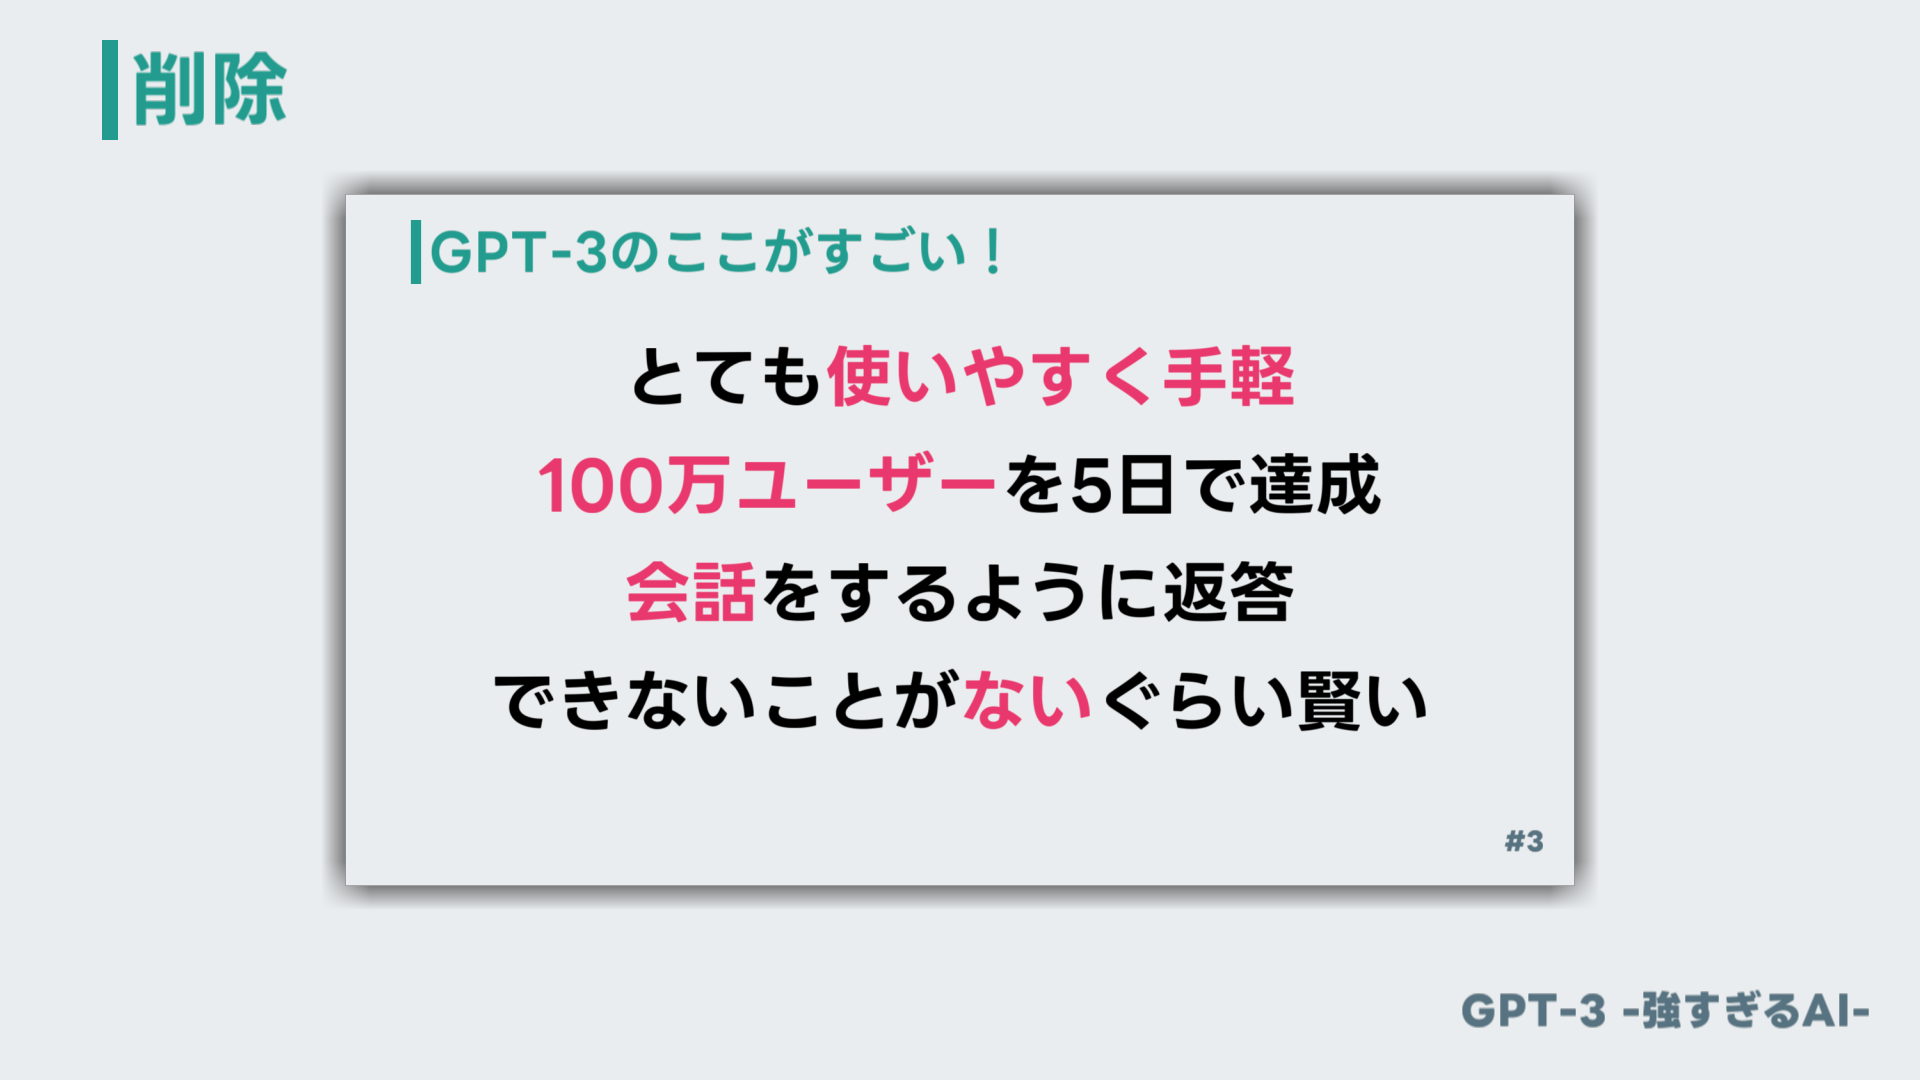 削除
GPT-3のここがすごい！
とても使いやすく手軽
100万ユーザーを5日で達成
会話をするように返答
できないことがないぐらい賢い
#3
GPT-3 -強すぎるAI-